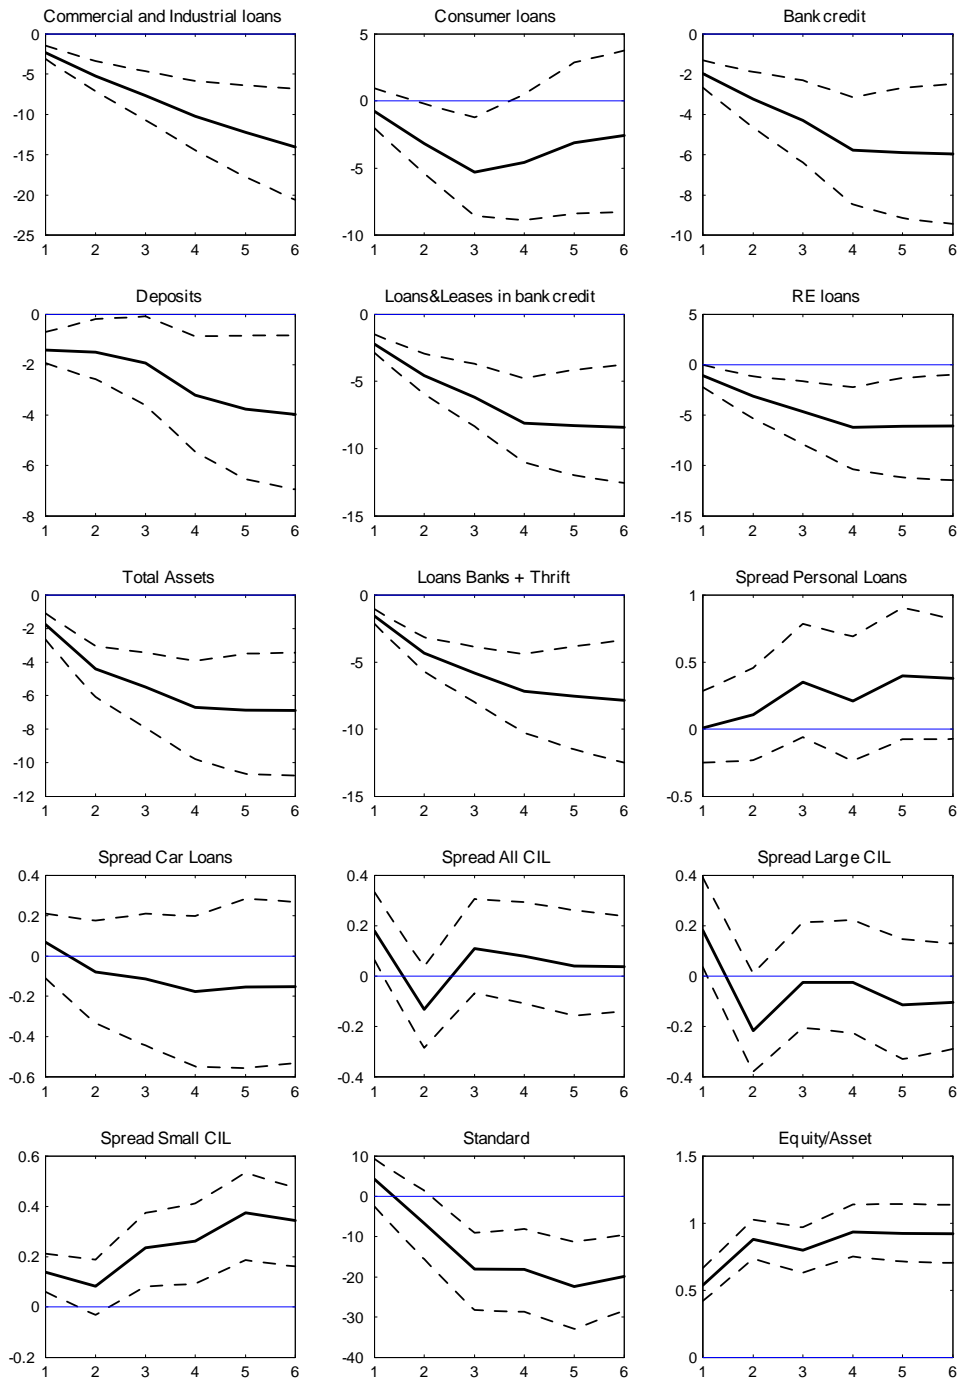 Commercial and Industrial loans
Consumer loans
Bank credit
0
-5
-10
-15
-20
-25
1 2 3 4 5 6
5
0
-5
-10
1 2 3 4 5 6
0
-2
-4
-6
-8
-10
1 2 3 4 5 6
Deposits
Loans&Leases in bank credit
RE loans
0
-2
-4
-6
-8
1 2 3 4 5 6
0
-5
-10
-15
1 2 3 4 5 6
5
0
-5
-10
-15
1 2 3 4 5 6
Total Assets
Loans Banks + Thrift
Spread Personal Loans
0
-2
-4
-6
-8
-10
-12
1 2 3 4 5 6
0
-5
-10
-15
1 2 3 4 5 6
1
0.5
0
-0.5
1 2 3 4 5 6
Spread Car Loans
Spread All CIL
Spread Large CIL
0.4
0.2
0
-0.2
-0.4
-0.6
1 2 3 4 5 6
0.4
0.2
0
-0.2
-0.4
1 2 3 4 5 6
0.4
0.2
0
-0.2
-0.4
1 2 3 4 5 6
Spread Small CIL
Standard
Equity/Asset
0.6
0.4
0.2
0
-0.2
1 2 3 4 5 6
10
0
-10
-20
-30
-40
1 2 3 4 5 6
1.5
1
0.5
0
1 2 3 4 5 6